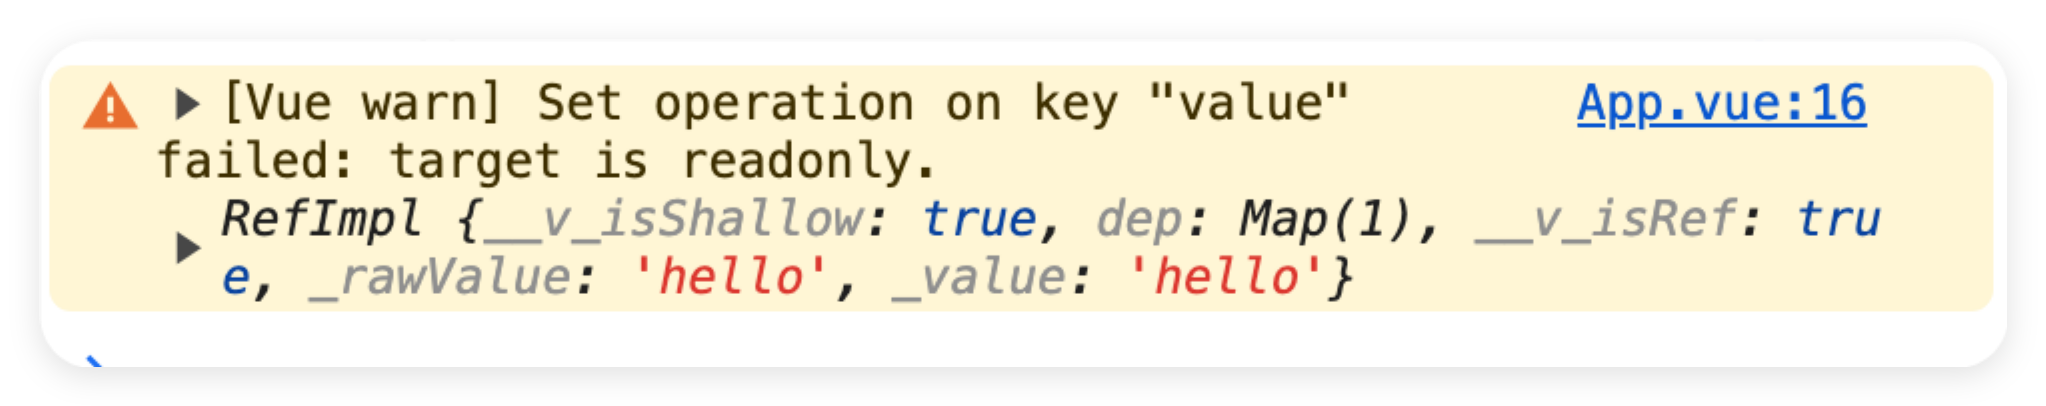 [Vue warn] Set operation on key "value" App.vue:16
failed: target is readonly.
RefImpl {__v_isShallow: true, dep: Map(1), __v_isRef: tru
e, _rawValue: 'hello', _value: 'hello'}